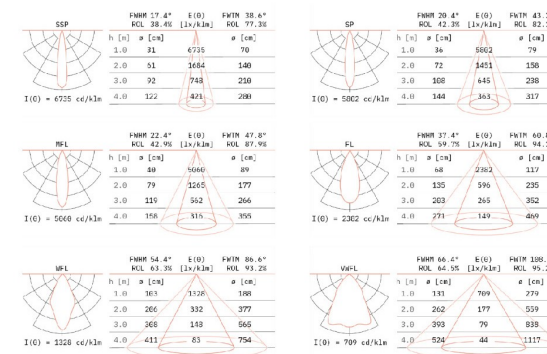 FWHM 17.4° E(0) FWTM 38.6°
SSP ROL 38.4% [lx/klm] ROL 77.3%
h [m] ø [cm] ø [cm]
1.0 31 6735 70
2.0 61 1684 140
3.0 92 748 210
4.0 122 421 280
I(0) = 6735 cd/klm
FWHM 20.4° E(0) FWTM 43.
SP ROL 42.3% [lx/klm] ROL 82.
h [m] ø [cm] ø [cm]
1.0 36 5802 79
2.0 72 1451 158
3.0 108 645 238
4.0 144 363 317
I(0) = 5802 cd/klm
FWHM 22.4° E(0) FWTM 47.8°
MFL ROL 42.9% [lx/klm] ROL 87.9%
h [m] ø [cm] ø [cm]
1.0 40 5060 89
2.0 79 1265 177
3.0 119 562 266
4.0 158 316 355
I(0) = 5060 cd/klm
FWHM 37.4° E(0) FWTM 60.
FL ROL 59.7% [lx/klm] ROL 94.
h [m] ø [cm] ø [cm]
1.0 68 2382 117
2.0 135 596 235
3.0 203 265 352
4.0 271 149 469
I(0) = 2382 cd/klm
FWHM 54.4° E(0) FWTM 86.6°
WFL ROL 63.3% [lx/klm] ROL 93.2%
h [m] ø [cm] ø [cm]
1.0 103 1328 188
2.0 206 332 377
3.0 308 148 565
4.0 411 83 754
I(0) = 1328 cd/klm
FWHM 66.4° E(0) FWTM 108.
VWFL ROL 64.5% [lx/klm] ROL 95.
h [m] ø [cm] ø [cm]
1.0 131 709 279
2.0 262 177 559
3.0 393 79 838
4.0 524 44 1117
I(0) = 709 cd/klm